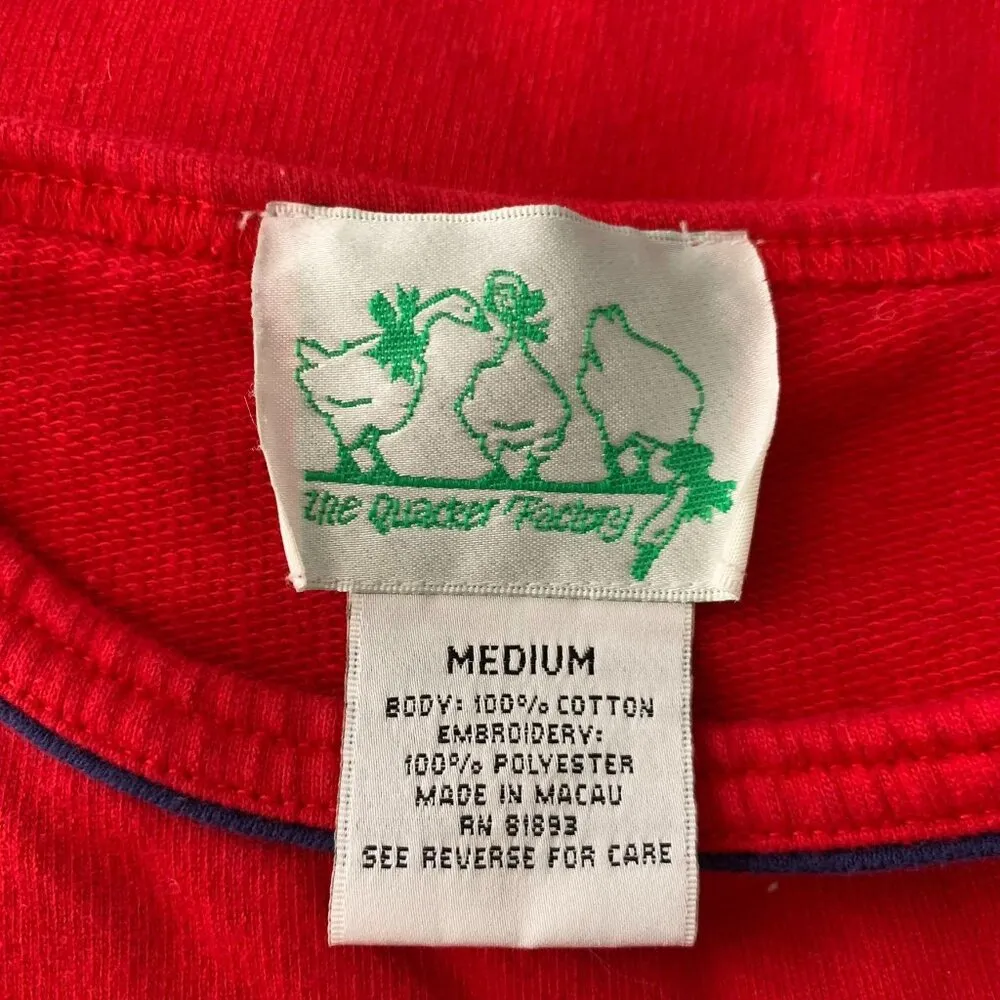 The Quacker Factory
MEDIUM
BODY: 100% COTTON
EMBROIDERY:
100% POLYESTER
MADE IN MACAU
RN 81893
SEE REVERSE FOR CARE